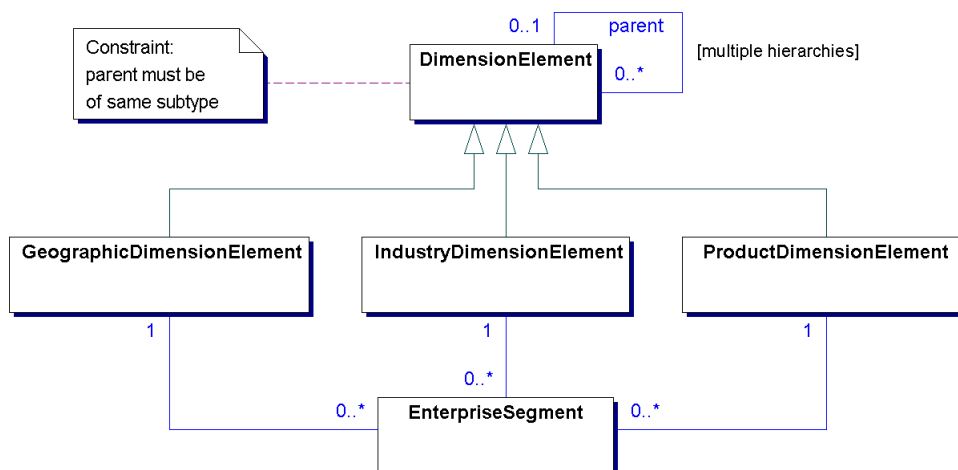 0..1
parent
Constraint:
parent must be
of same subtype
DimensionElement
[multiple hierarchies]
0..*
GeographicDimensionElement
IndustryDimensionElement
ProductDimensionElement
1
1
1
0..*
0..*
0..*
EnterpriseSegment